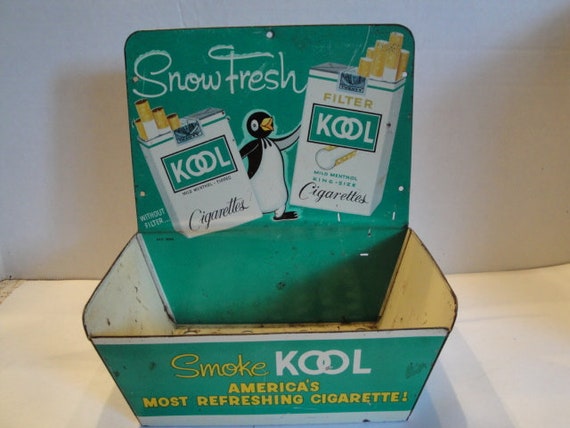 Snow Fresh
FILTER
KOOL
MILD MENTHOL
KING-SIZE
Cigarettes
KOOL
MILD MENTHOL
Cigarettes
WITHOUT
FILTER
Smoke KOOL
AMERICA'S
MOST REFRESHING CIGARETTE!